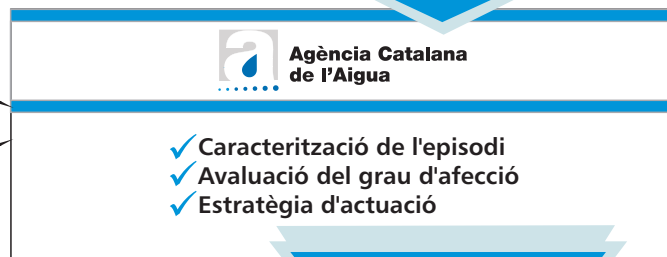 Agència Catalana
de l'Aigua
Caracterització de l'episodi
Avaluació del grau d'afecció
Estratègia d'actuació